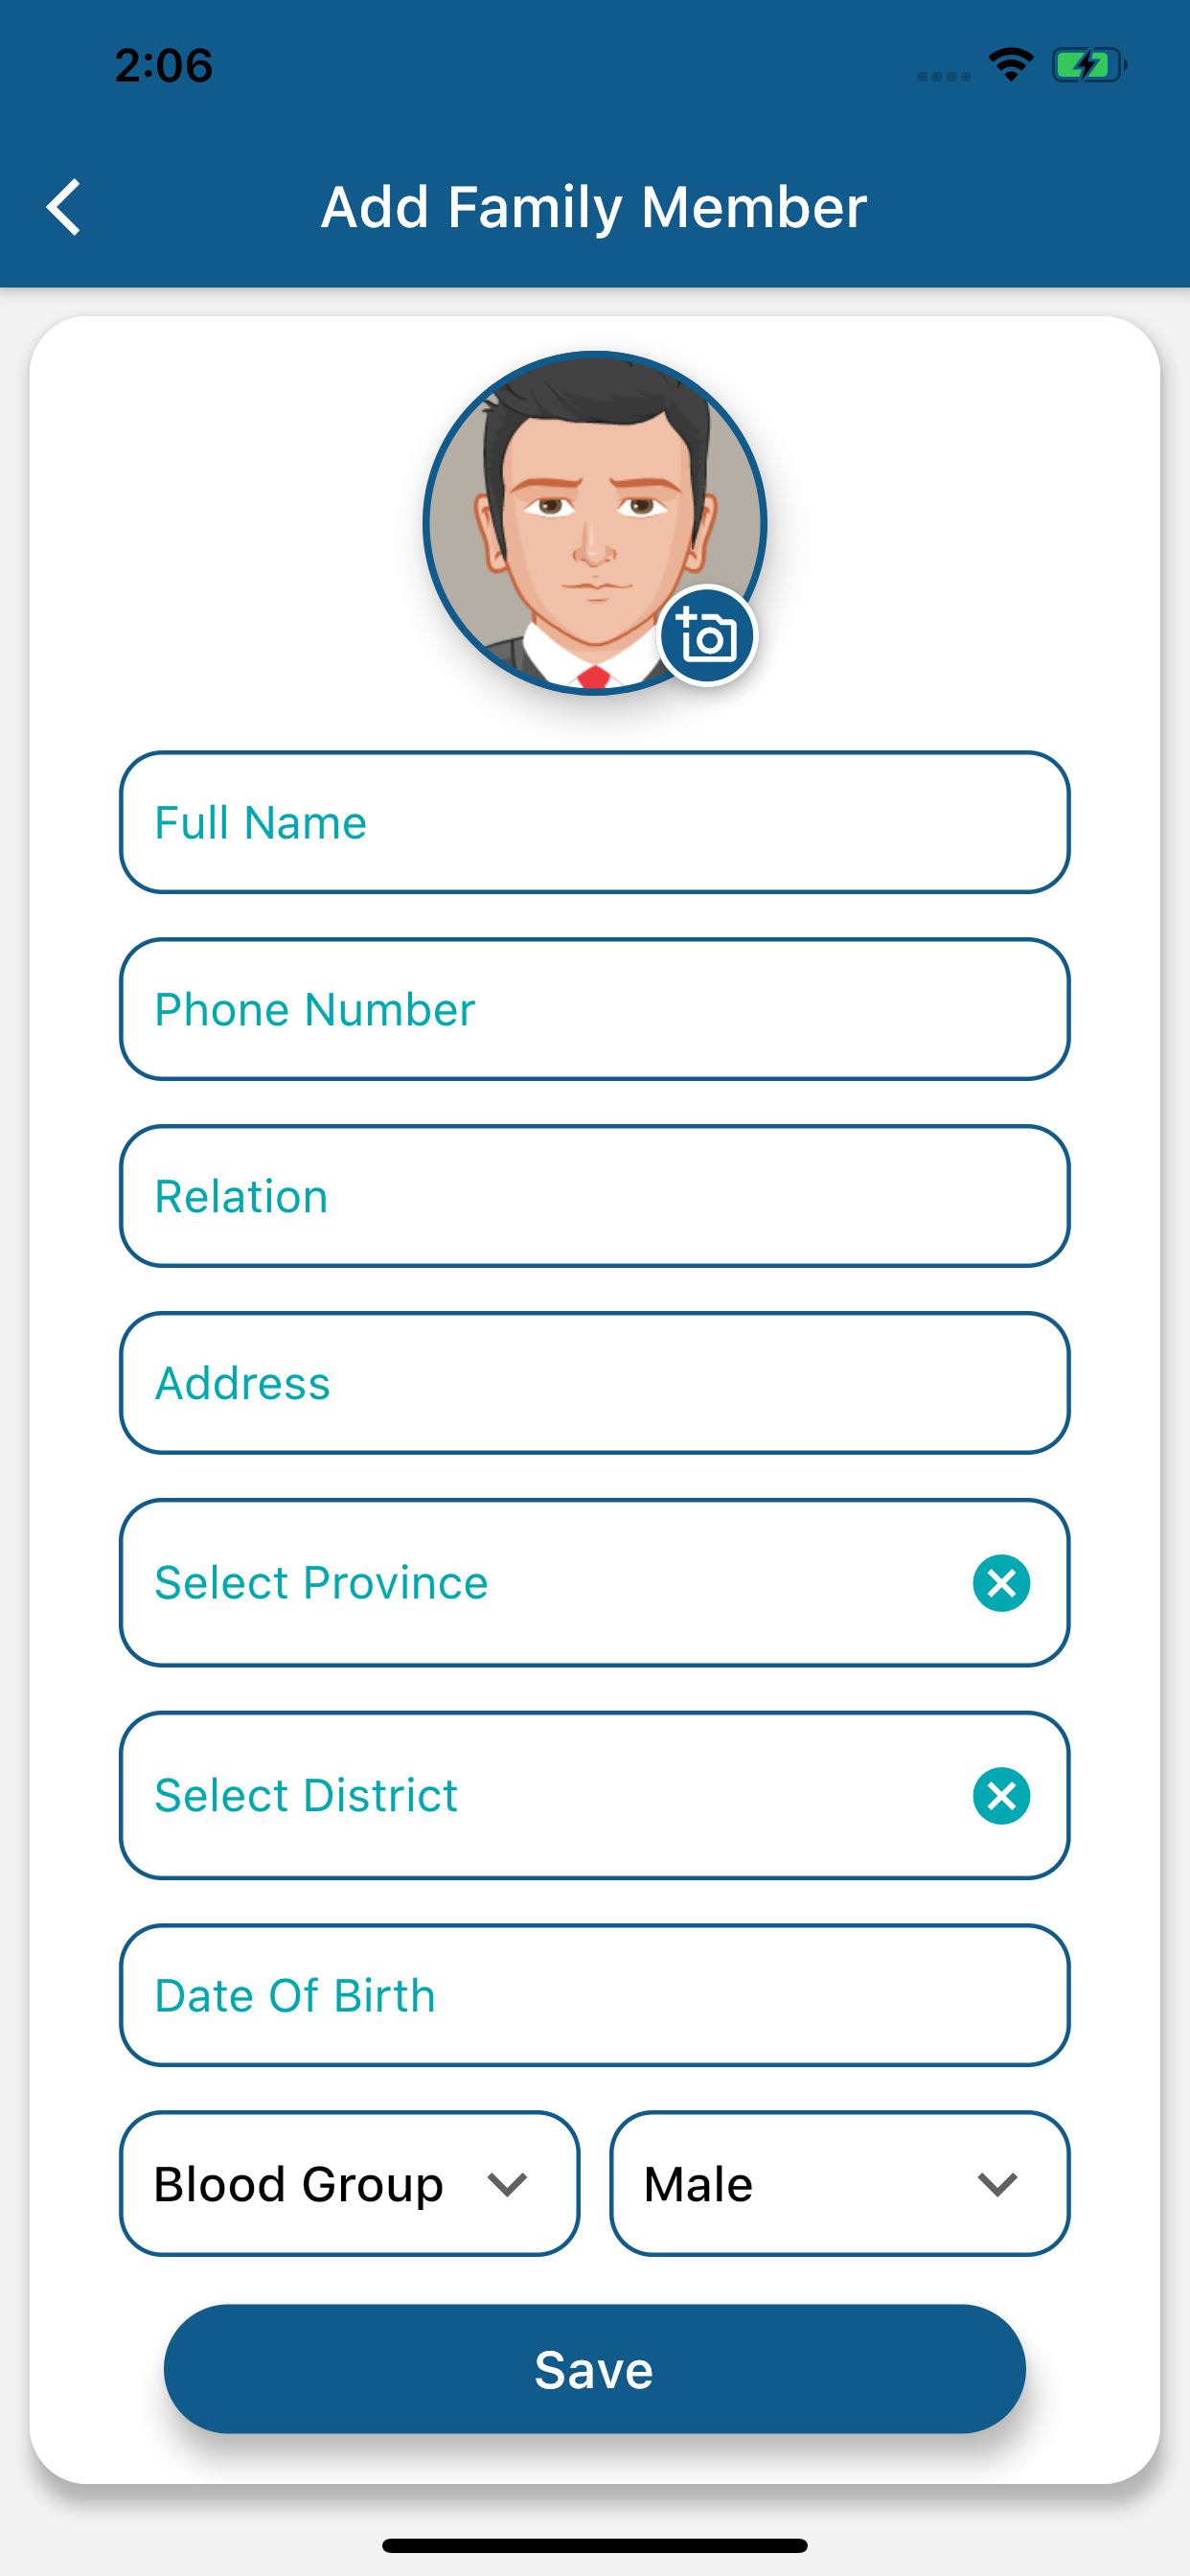 2:06
Add Family Member
Full Name
Phone Number
Relation
Address
Select Province
Select District
Date Of Birth
Blood Group
Male
Save